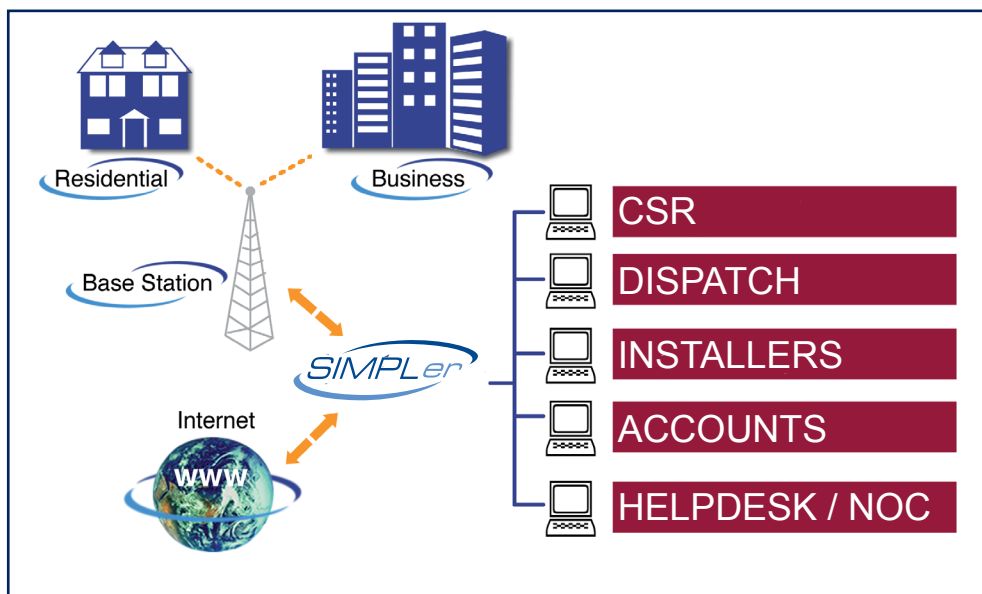 Residential
Business
Base Station
SIMPLer
Internet
www
CSR
DISPATCH
INSTALLERS
ACCOUNTS
HELPDESK / NOC